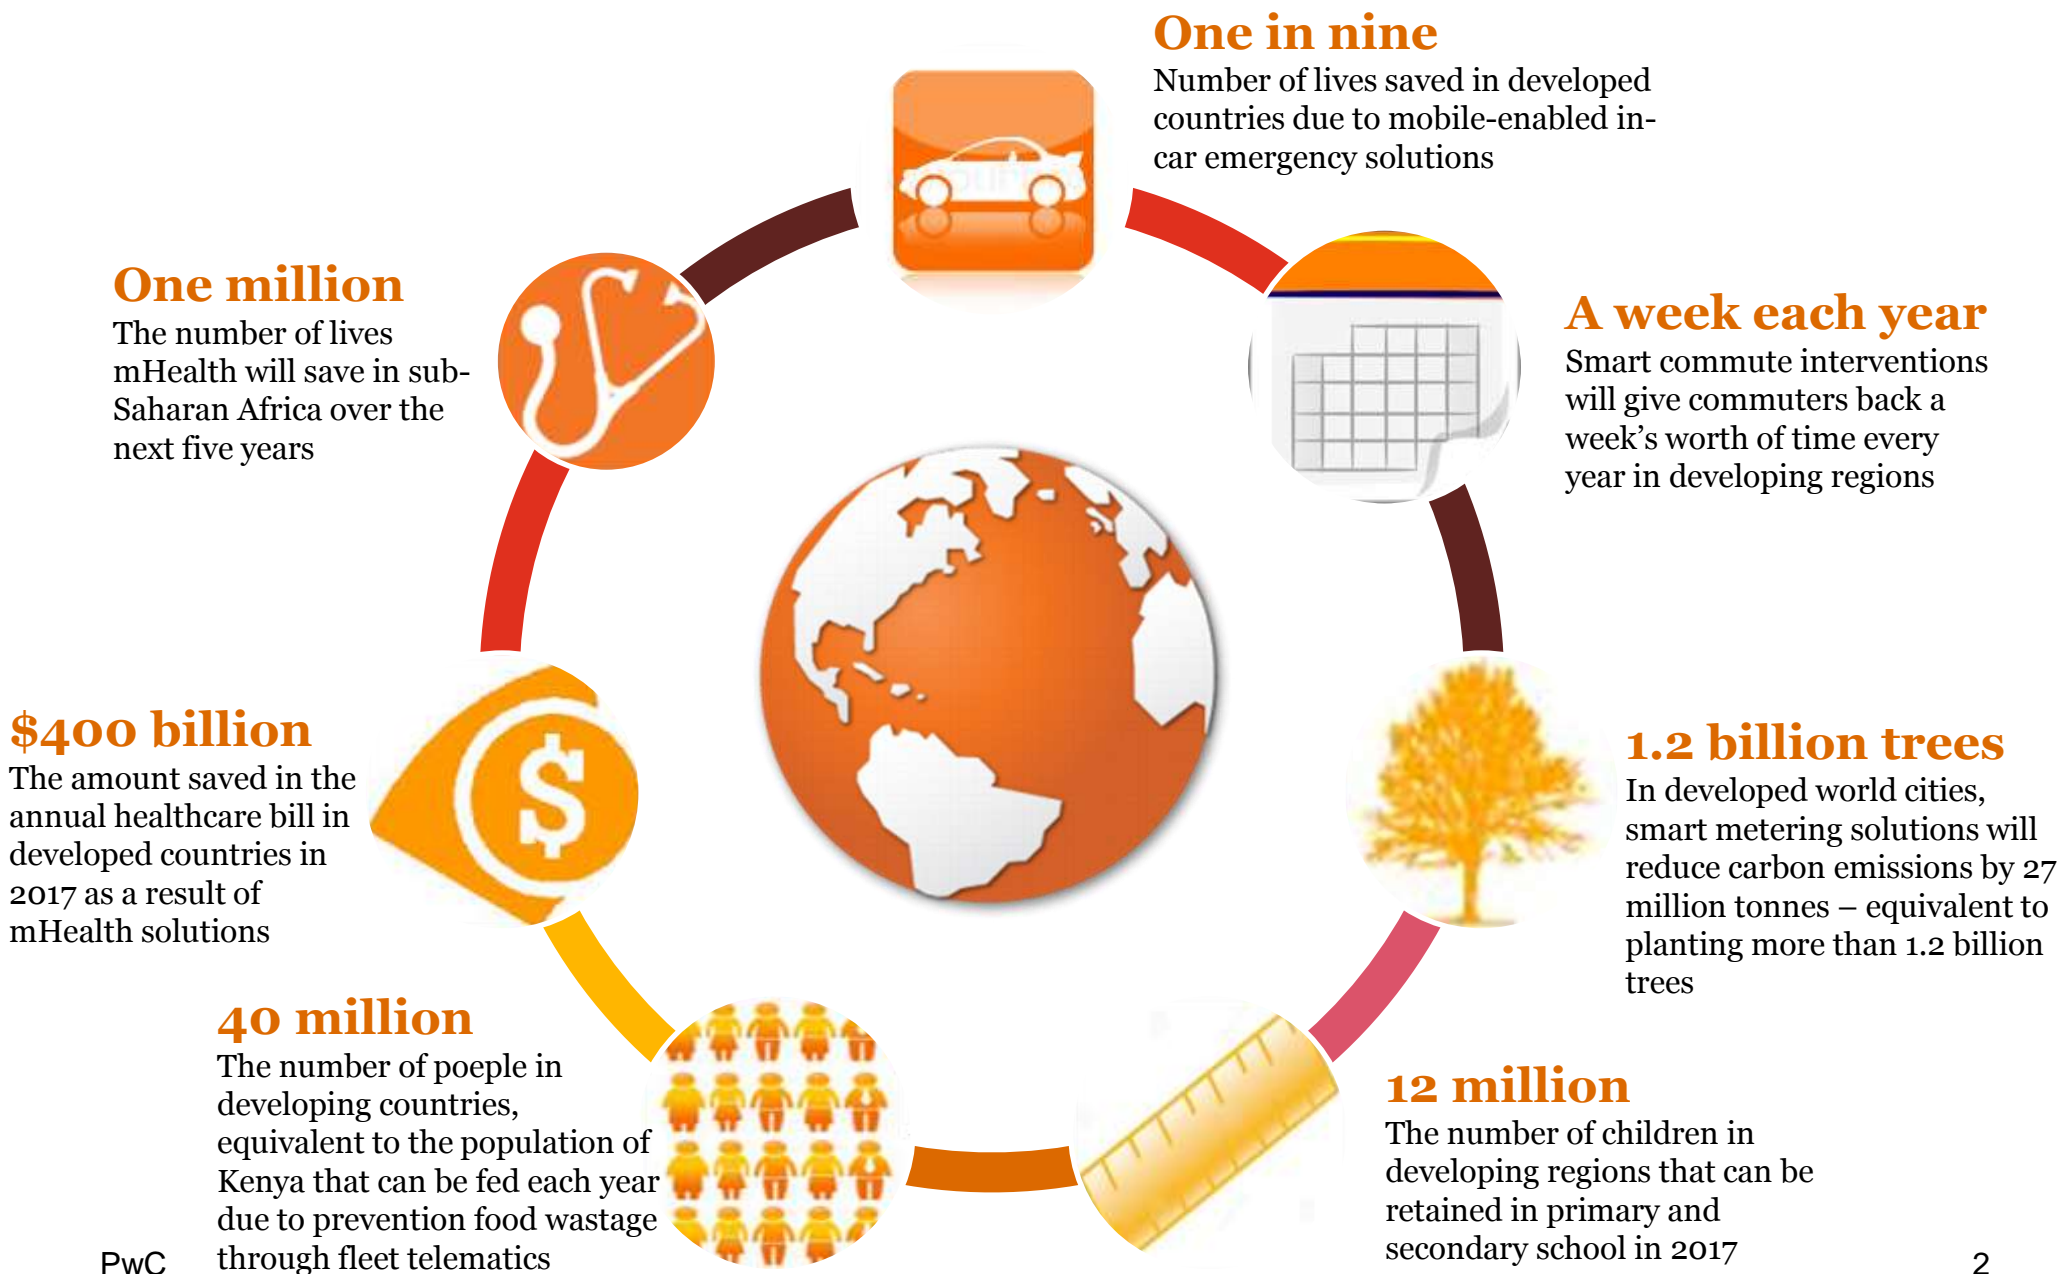 One in nine
Number of lives saved in developed
countries due to mobile-enabled in-
car emergency solutions
One million
The number of lives
mHealth will save in sub-
Saharan Africa over the
next five years
A week each year
Smart commute interventions
will give commuters back a
week’s worth of time every
year in developing regions
$400 billion
The amount saved in the
annual healthcare bill in
developed countries in
2017 as a result of
mHealth solutions
$
1.2 billion trees
In developed world cities,
smart metering solutions will
reduce carbon emissions by 27
million tonnes – equivalent to
planting more than 1.2 billion
trees
40 million
The number of poeple in
developing countries,
equivalent to the population of
Kenya that can be fed each year
due to prevention food wastage
through fleet telematics
12 million
The number of children in
developing regions that can be
retained in primary and
secondary school in 2017
PwC
2